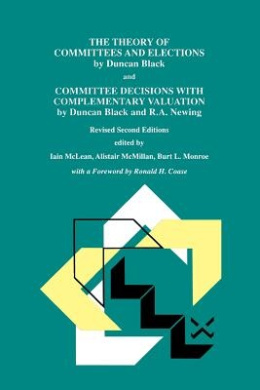 THE THEORY OF
COMMITTEES AND ELECTIONS
by Duncan Black
and
COMMITTEE DECISIONS WITH
COMPLEMENTARY VALUATION
by Duncan Black and R.A. Newing
Revised Second Editions
edited by
Iain McLean, Alistair McMillan, Burt L. Monroe
with a Foreword by Ronald H. Coase